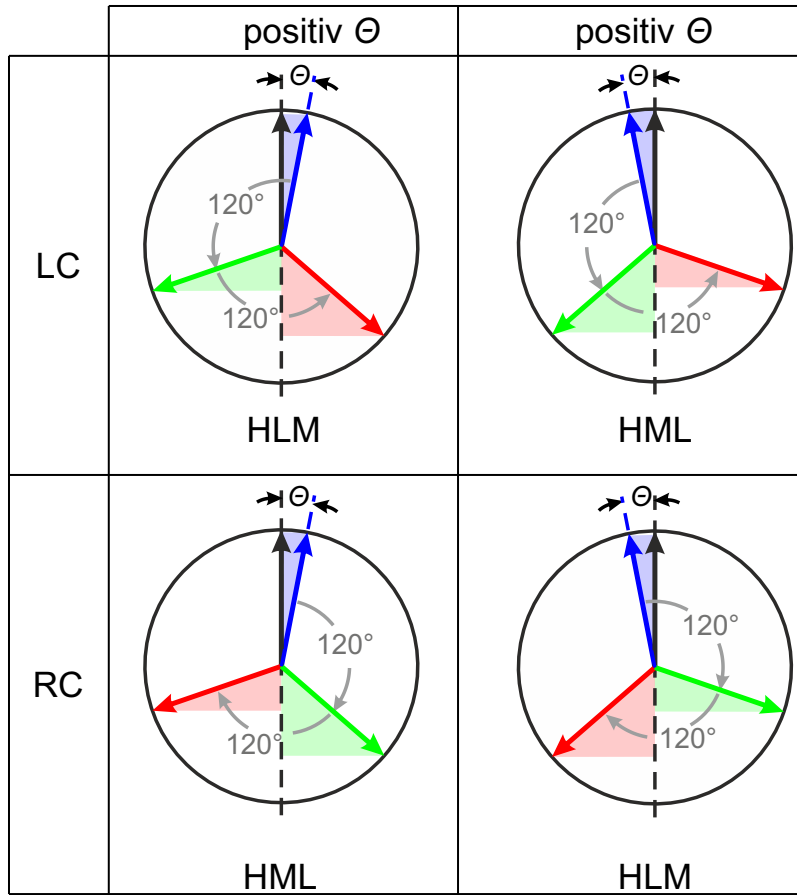 positiv Θ
positiv Θ
LC
Θ
120°
120°
HLM
Θ
120°
120°
HML
RC
Θ
120°
120°
HML
Θ
120°
120°
HLM